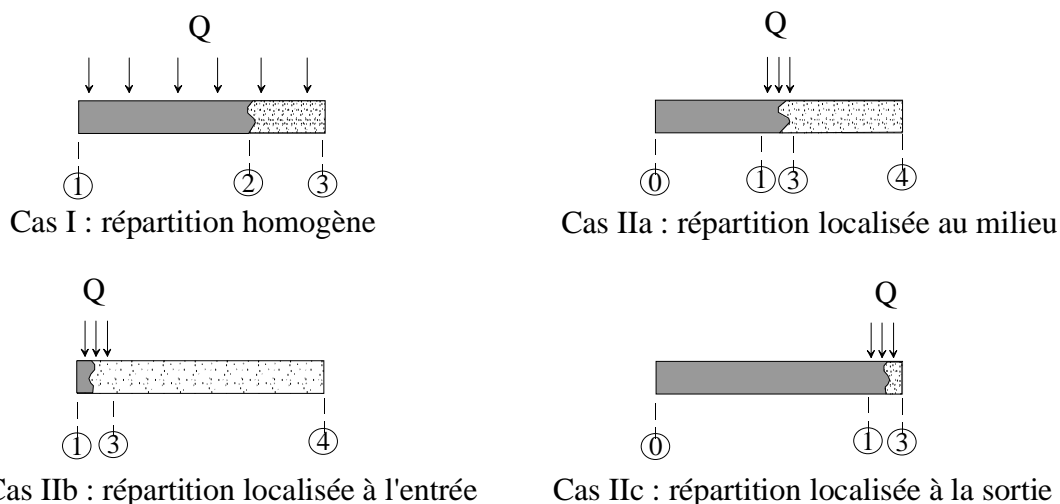 Q
Q
① ② ③
⓪ ① ③ ④
Cas I : répartition homogène
Cas IIa : répartition localisée au milieu
Q
Q
① ③ ④
⓪ ① ③
Cas IIb : répartition localisée à l'entrée
Cas IIc : répartition localisée à la sortie